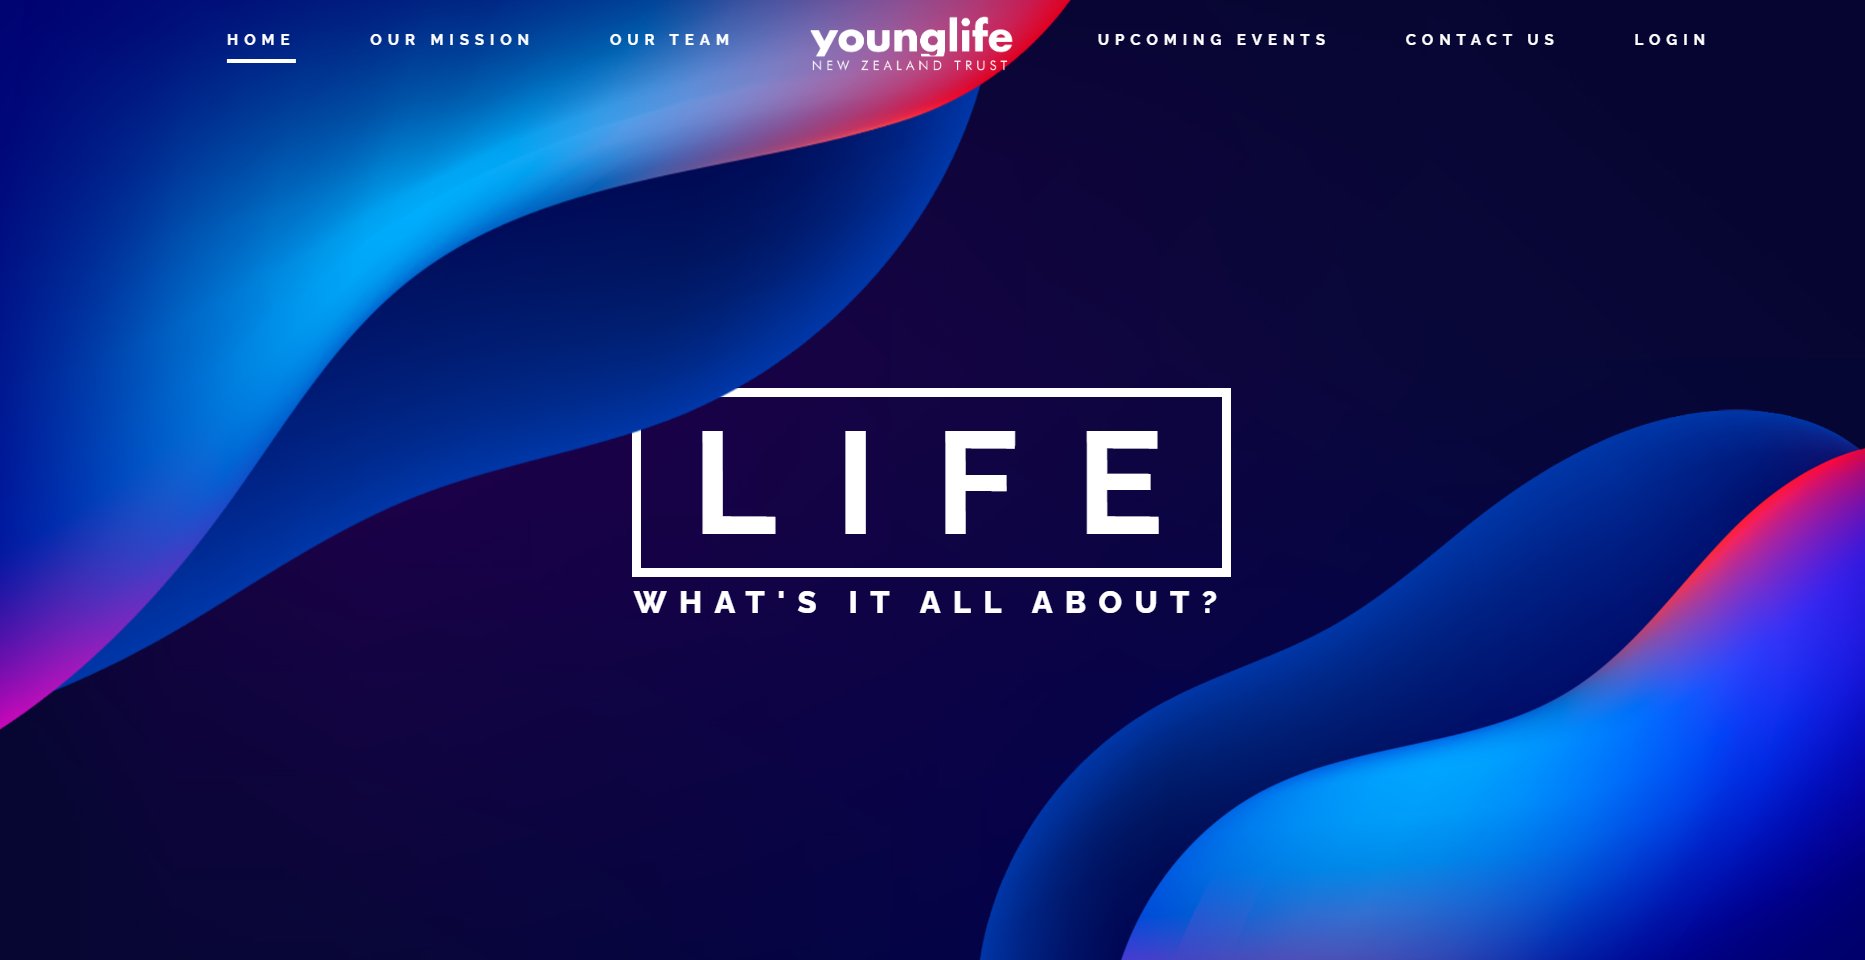 HOME OUR MISSION OUR TEAM younglife UPCOMING EVENTS CONTACT US LOGIN
NEW ZEALAND TRUST
LIFE
WHAT'S IT ALL ABOUT?